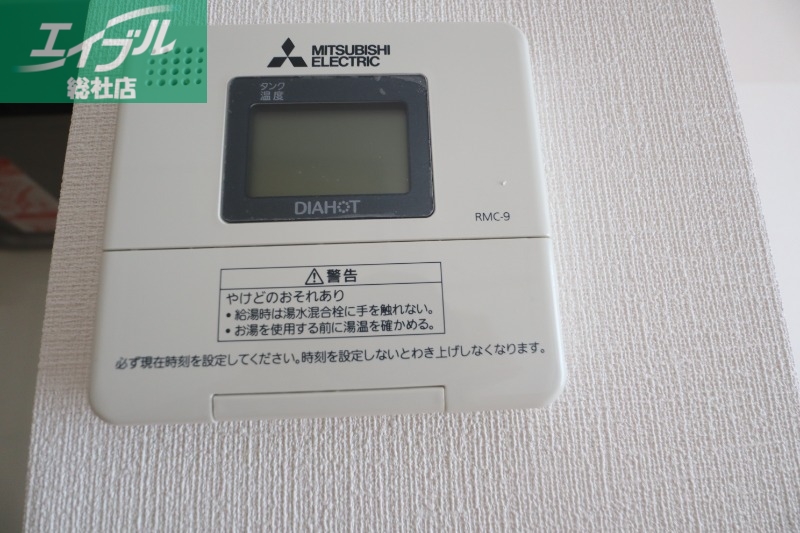 エイブル
総社店
MITSUBISHI
ELECTRIC
タンク
温度
DIAHOT
RMC-9
警告
やけどのおそれあり
・給湯時は湯水混合栓に手を触れない。
・お湯を使用する前に湯温を確かめる。
必ず現在時刻を設定してください。時刻を設定しないとわき上げしなくなります。